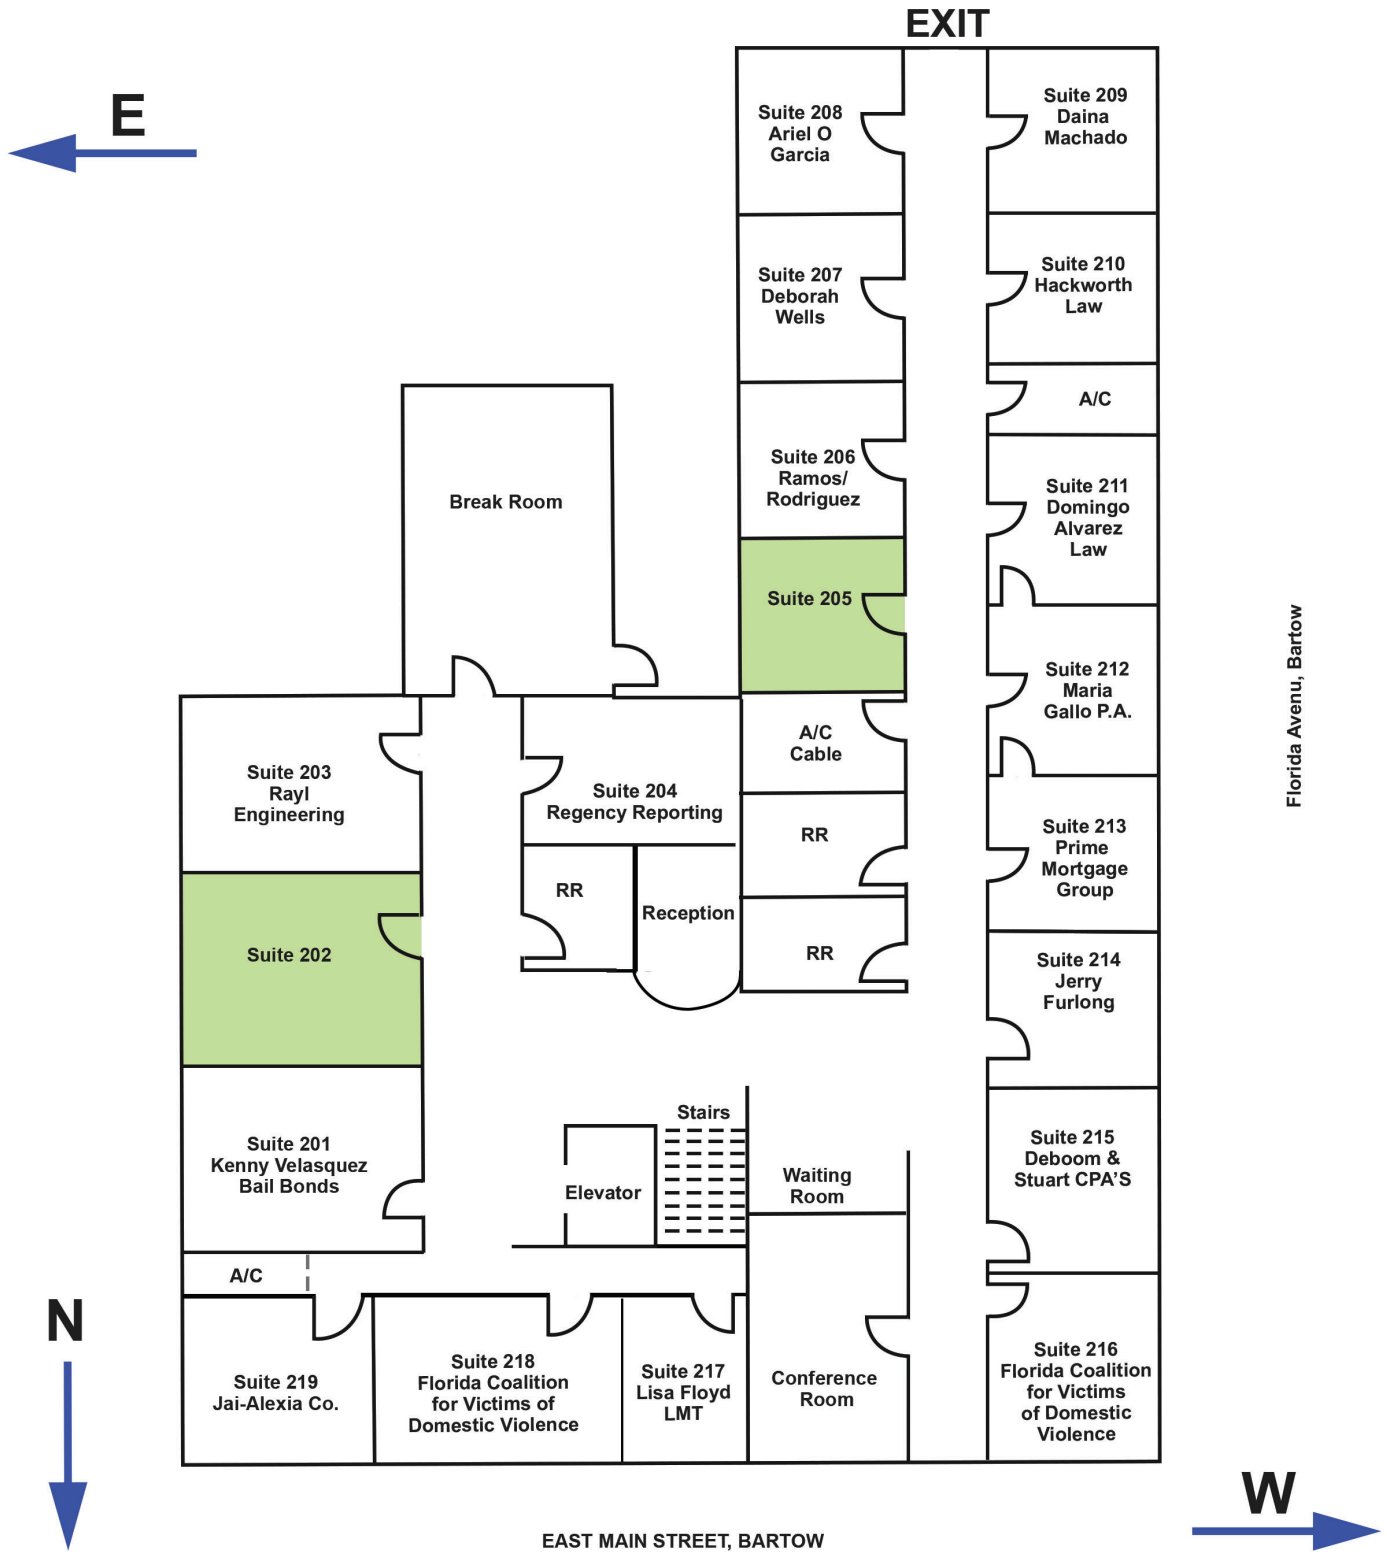 EXIT
E
Suite 208
Ariel O
Garcia
Suite 209
Daina
Machado
Suite 207
Deborah
Wells
Suite 210
Hackworth
Law
A/C
Break Room
Suite 206
Ramos/
Rodriguez
Suite 211
Domingo
Alvarez
Law
Suite 205
Suite 212
Maria
Gallo P.A.
Florida Avenu, Bartow
A/C
Cable
Suite 203
Rayl
Engineering
Suite 204
Regency Reporting
RR
Suite 213
Prime
Mortgage
Group
RR
Reception
Suite 202
RR
Suite 214
Jerry
Furlong
Stairs
Suite 201
Kenny Velasquez
Bail Bonds
Elevator
Waiting
Room
Suite 215
Deboom &
Stuart CPA'S
A/C
N
Suite 219
Jai-Alexia Co.
Suite 218
Florida Coalition
for Victims of
Domestic Violence
Suite 217
Lisa Floyd
LMT
Conference
Room
Suite 216
Florida Coalition
for Victims
of Domestic
Violence
W
EAST MAIN STREET, BARTOW